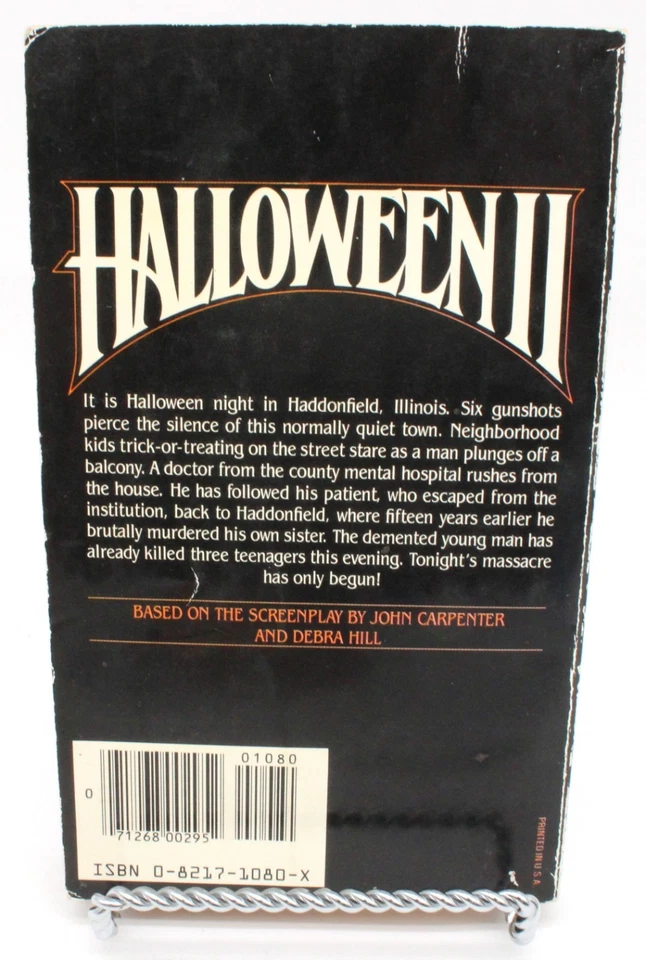 HALLOWEEN II
It is Halloween night in Haddonfield, Illinois. Six gunshots
pierce the silence of this normally quiet town. Neighborhood
kids trick-or-treating on the street stare as a man plunges off a
balcony. A doctor from the county mental hospital rushes from
the house. He has followed his patient, who escaped from the
institution, back to Haddonfield, where fifteen years earlier he
brutally murdered his own sister. The demented young man has
already killed three teenagers this evening. Tonight's massacre
has only begun!
BASED ON THE SCREENPLAY BY JOHN CARPENTER
AND DEBRA HILL
01080
0
71268 00295
ISBN 0-8217-1080-X
PRINTED IN U.S.A.